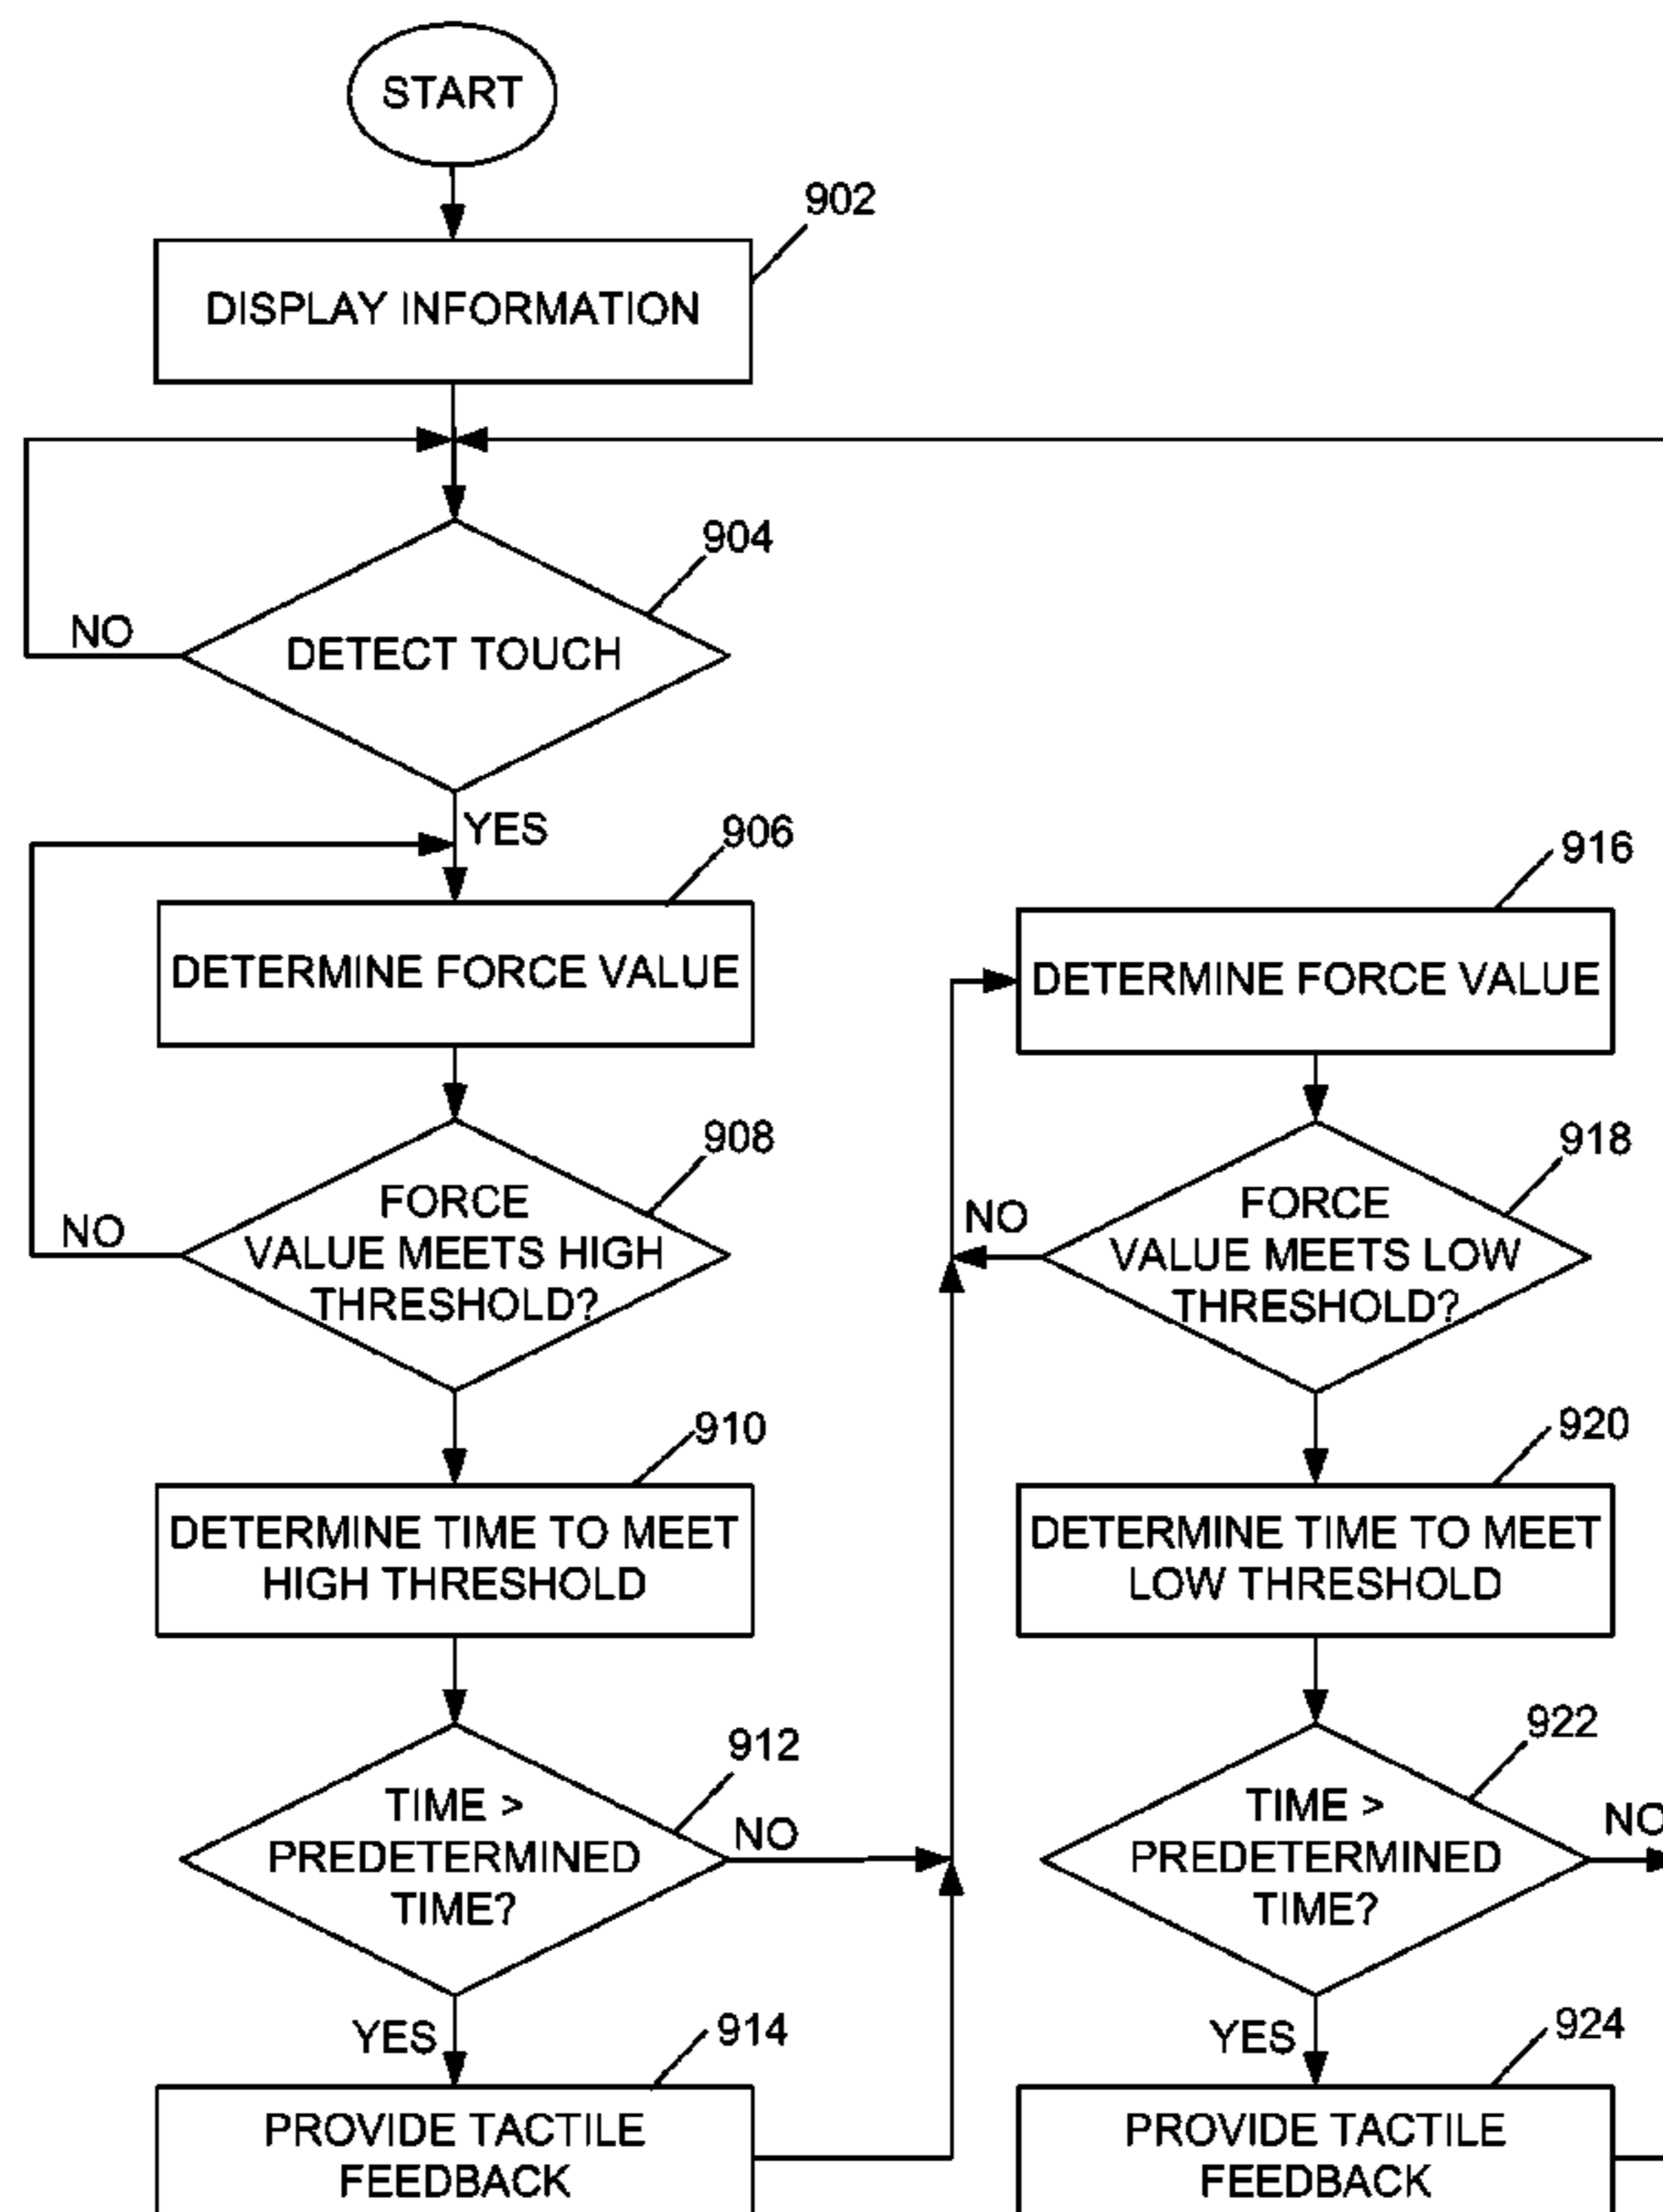 START
902
DISPLAY INFORMATION
904
NO
DETECT TOUCH
YES
906
DETERMINE FORCE VALUE
908
FORCE
VALUE MEETS HIGH
THRESHOLD?
NO
910
DETERMINE TIME TO MEET
HIGH THRESHOLD
912
TIME >
PREDETERMINED
TIME?
NO
YES
914
PROVIDE TACTILE
FEEDBACK
916
DETERMINE FORCE VALUE
918
NO
FORCE
VALUE MEETS LOW
THRESHOLD?
920
DETERMINE TIME TO MEET
LOW THRESHOLD
922
TIME >
PREDETERMINED
TIME?
NO
YES
924
PROVIDE TACTILE
FEEDBACK